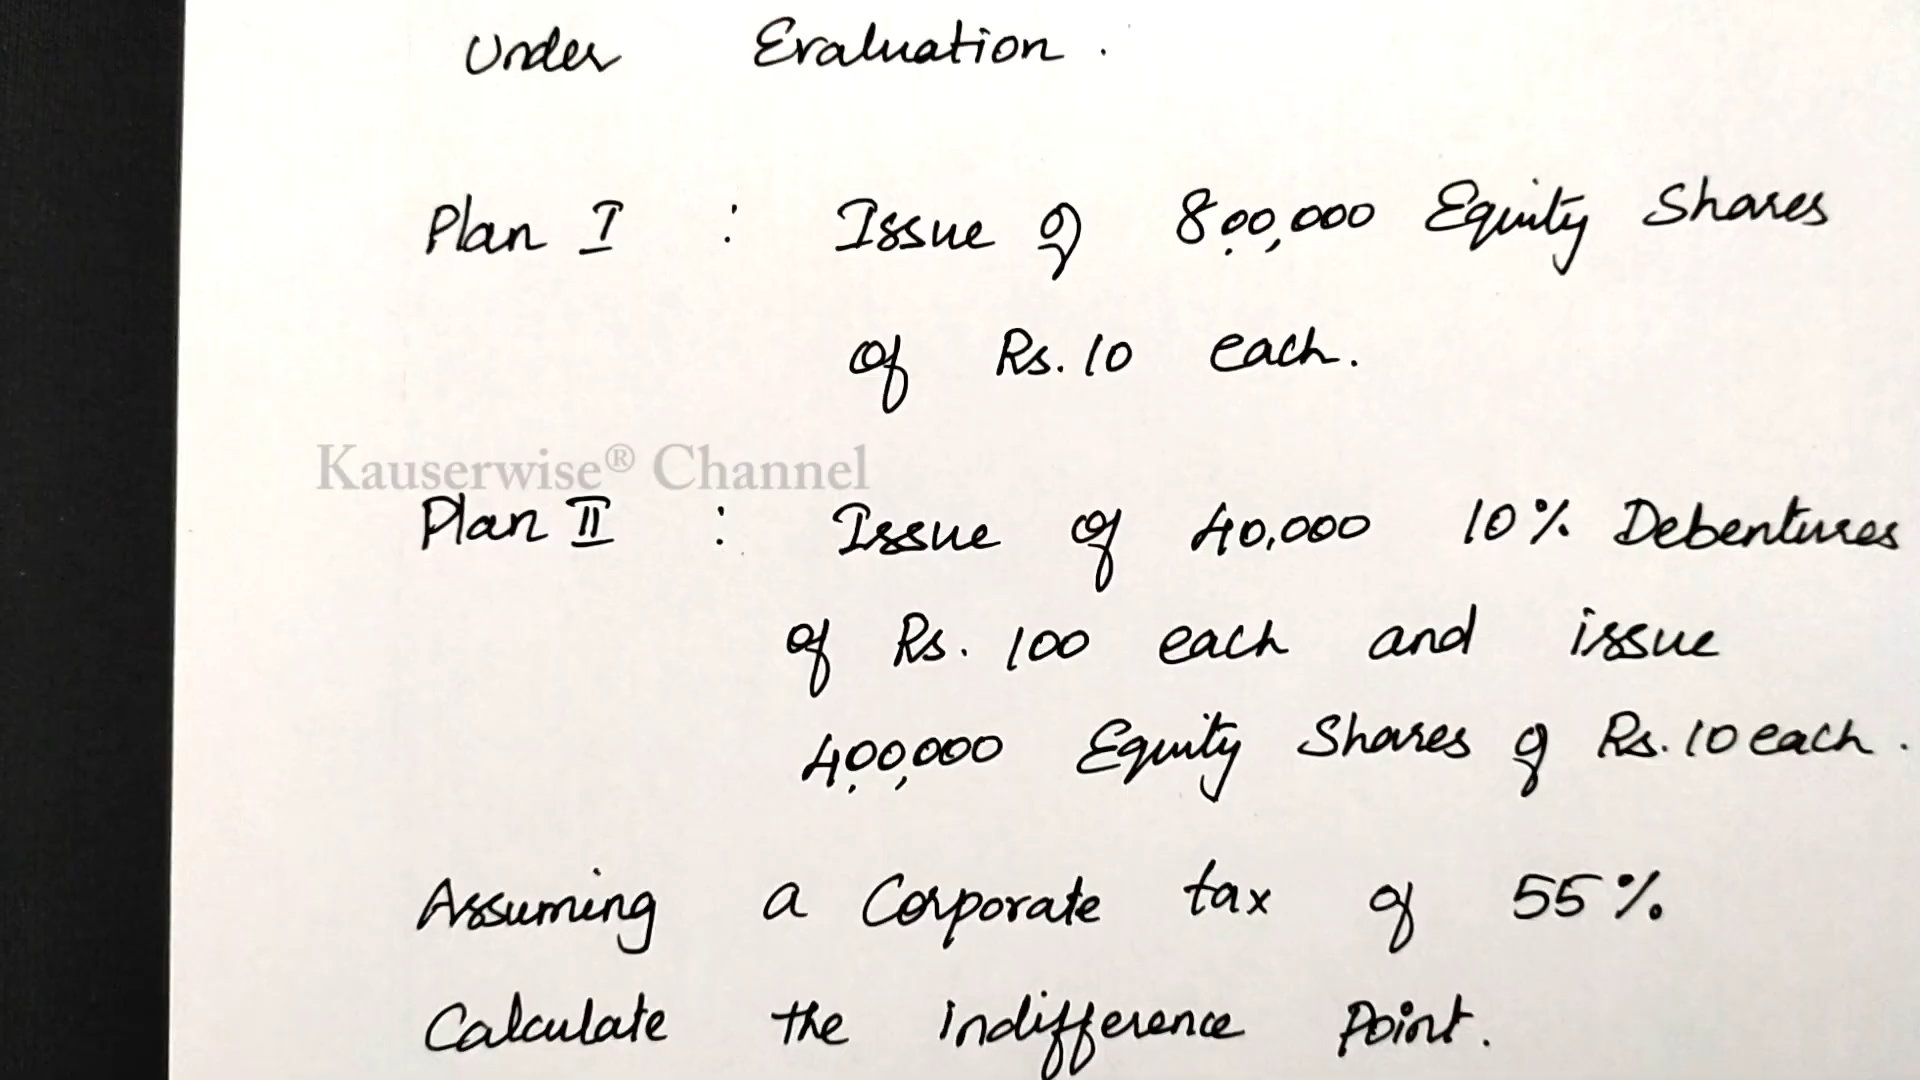 Under Evaluation.
Plan I : Issue of 8,00,000 Equity Shares
of Rs. 10 each.
Kauserwise® Channel
Plan II : Issue of 40,000 10% Debentures
of Rs. 100 each and issue
4,00,000 Equity Shares of Rs. 10 each.
Assuming a Corporate tax of 55%
Calculate the indifference Point.